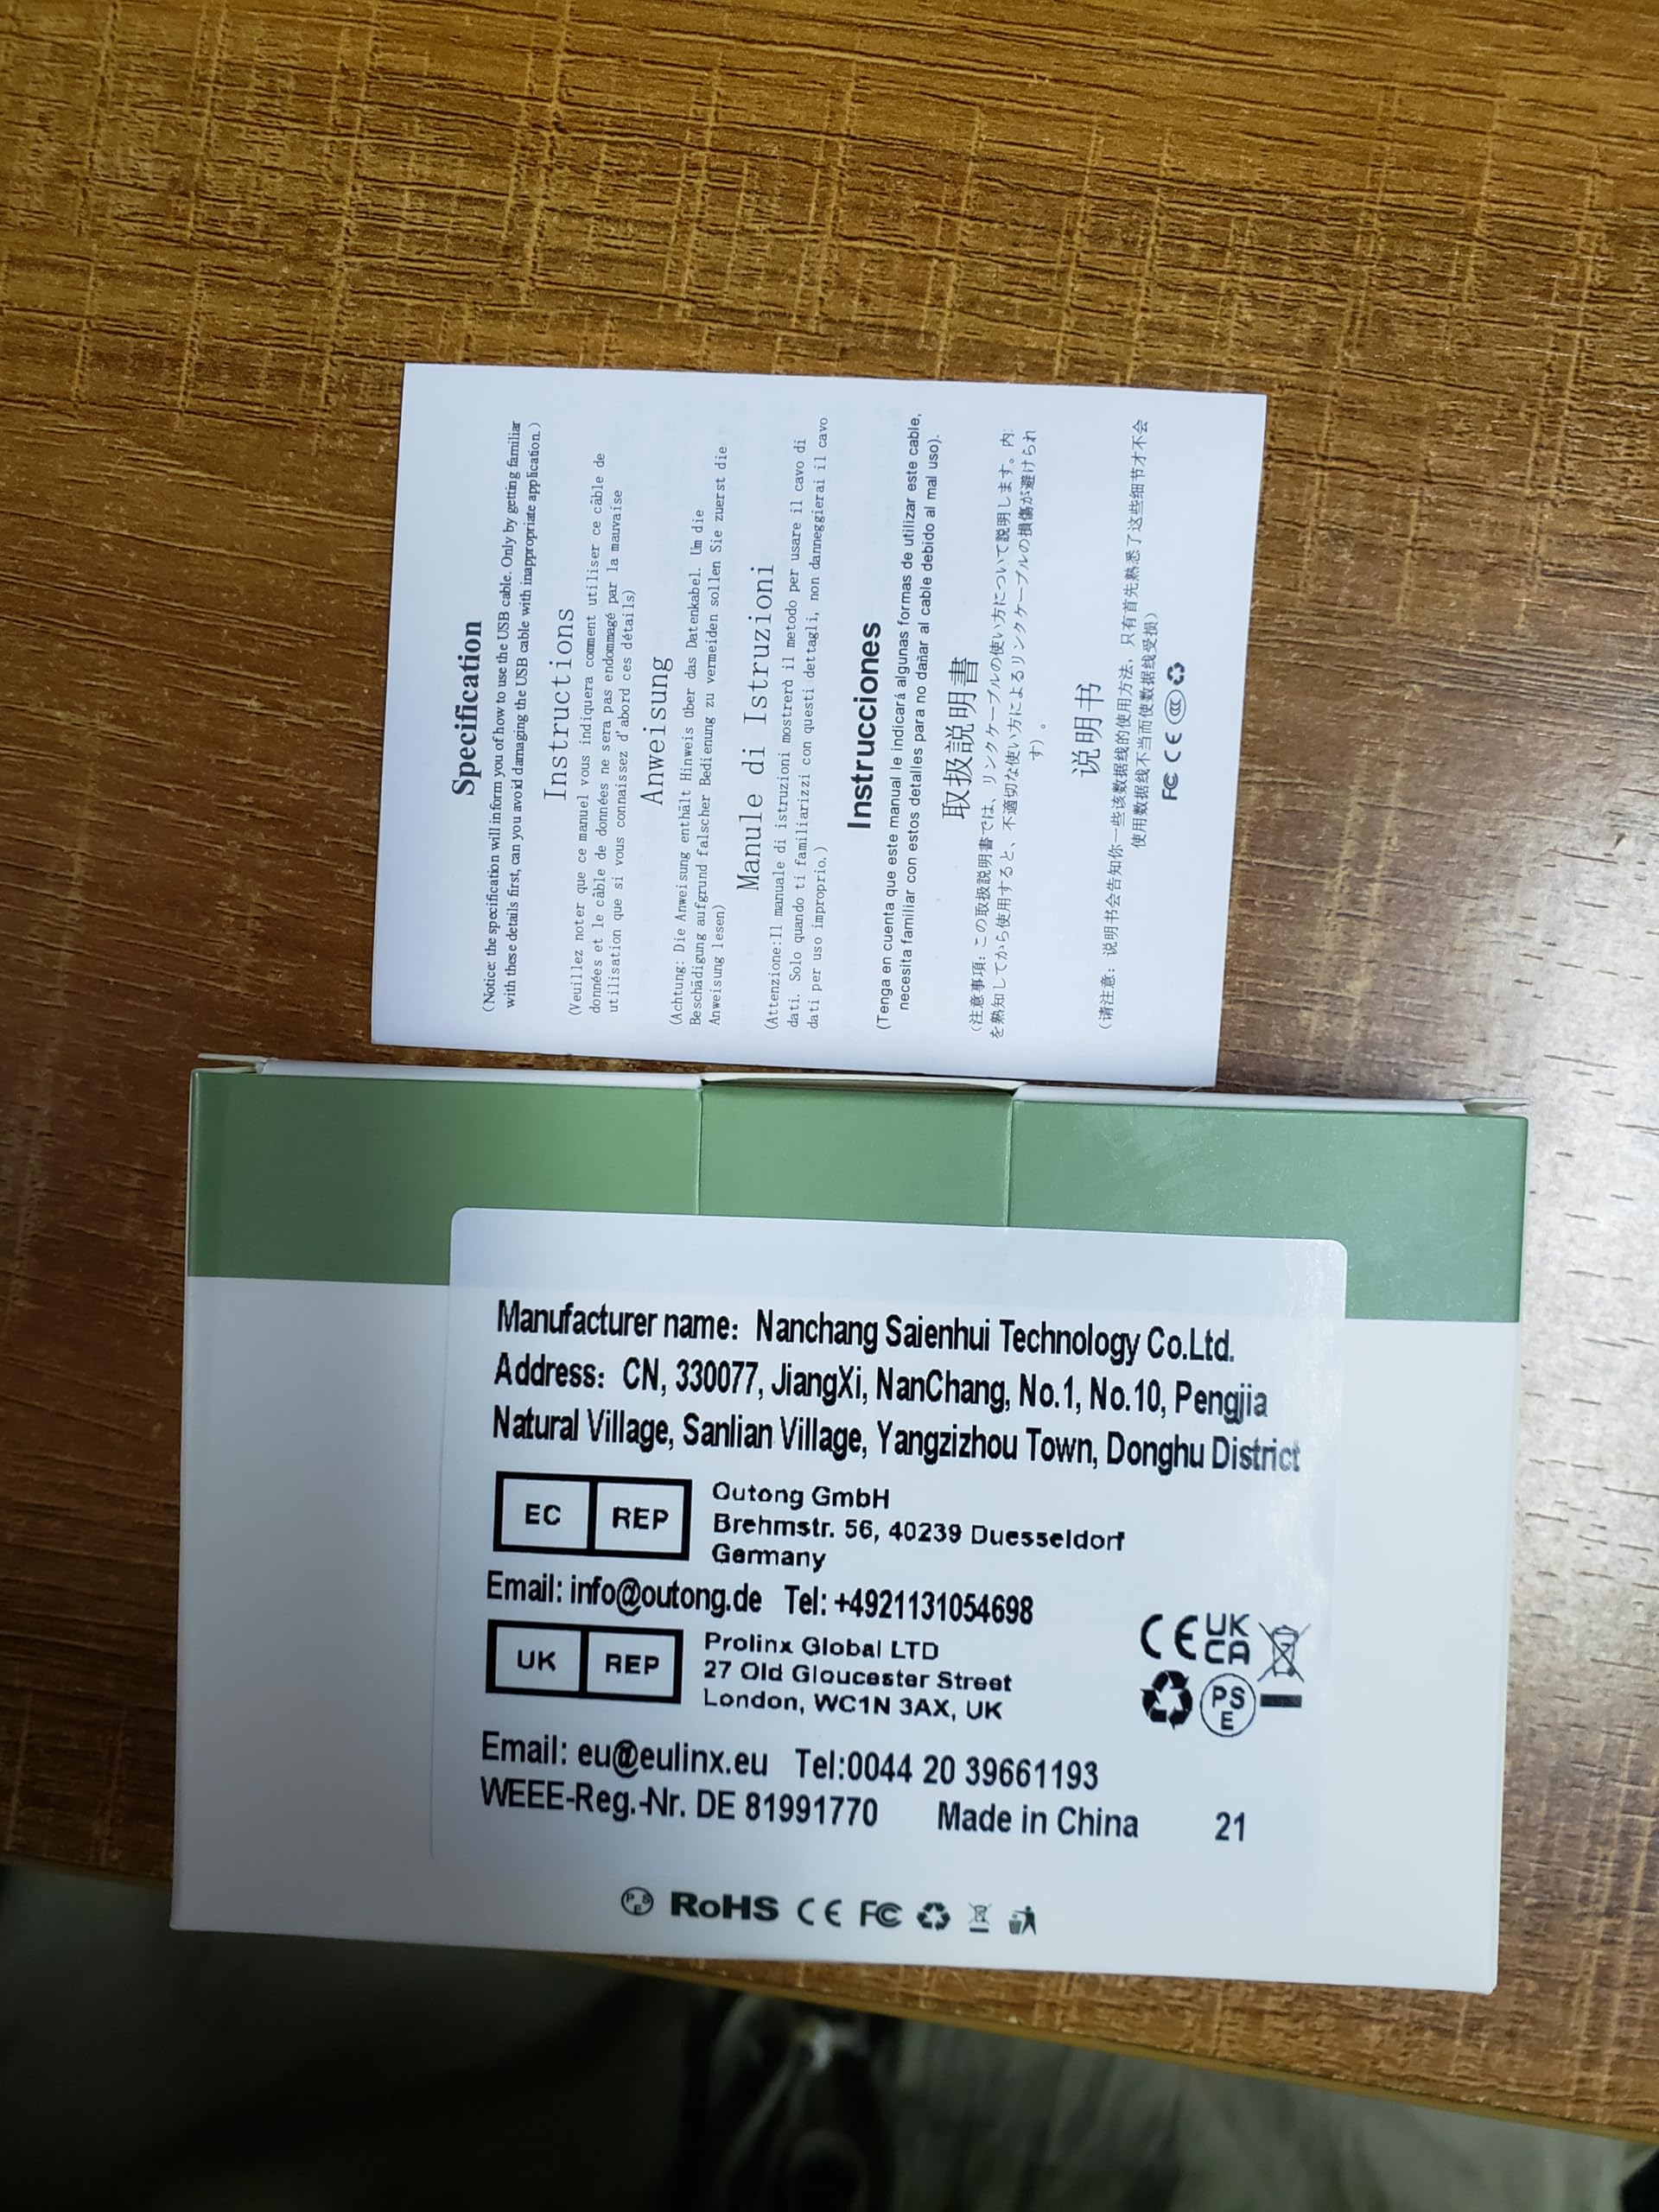 Specification
(Notice: the specification will inform you of how to use the USB cable. Only by getting familiar
with these details first, can you avoid damaging the USB cable with inappropriate application.)
Instructions
(Veuillez noter que ce manuel vous indiquera comment utiliser ce câble de
données et le câble de données ne sera pas endommagé par la mauvaise
utilisation que si vous connaissez d'abord ces détails)
Anweisung
(Achtung: Die Anweisung enthält Hinweis über das Datenkabel. Um die
Beschädigung aufgrund falscher Bedienung zu vermeiden sollen Sie zuerst die
Anweisung lesen)
Manule di Istruzioni
(Attenzione:Il manuale di istruzioni mostrerà il metodo per usare il cavo di
dati. Solo quando ti familiarizzi con questi dettagli, non danneggierai il cavo
dati per uso improprio.)
Instrucciones
(Tenga en cuenta que este manual le indicará algunas formas de utilizar este cable,
necesita familiar con estos detalles para no dañar al cable debido al mal uso).
取扱説明書
(注意事項:この取扱説明書では、リンクケーブルの使い方について説明します。内:
を熟知してから使用すると、不適切な使い方によるリンクケーブルの損傷が避けられ
す)。
说明书
(请注意:说明书会告知你一些该数据线的使用方法,只有首先熟悉了这些细节才不会
使用数据线不当而使数据线受损)
FC CE CCC
Manufacturer name: Nanchang Saienhui Technology Co.Ltd.
Address: CN, 330077, JiangXi, NanChang, No.1, No.10, Pengjia
Natural Village, Sanlian Village, Yangzizhou Town, Donghu District
EC REP
Outong GmbH
Brehmstr. 56, 40239 Duesseldorf
Germany
Email: info@outong.de Tel: +4921131054698
UK REP
Prolinx Global LTD
27 Old Gloucester Street
London, WC1N 3AX, UK
CE UK CA
PS E
Email: eu@eulinx.eu Tel:0044 20 39661193
WEEE-Reg.-Nr. DE 81991770 Made in China 21
PSE RoHS CE FC